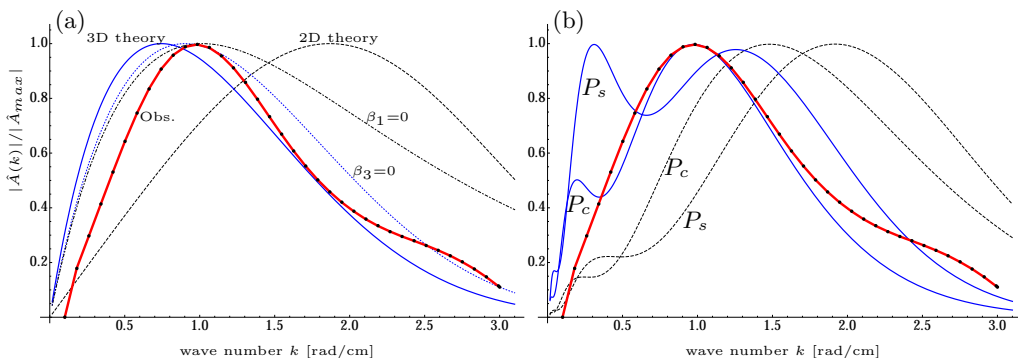 (a)
3D theory
2D theory
Obs.
β₁=0
β₃=0
|Â(k)|/|Âmax|
1.0
0.8
0.6
0.4
0.2
0.5
1.0
1.5
2.0
2.5
3.0
wave number k [rad/cm]
(b)
Ps
Pc
Pc
Ps
1.0
0.8
0.6
0.4
0.2
0.5
1.0
1.5
2.0
2.5
3.0
wave number k [rad/cm]